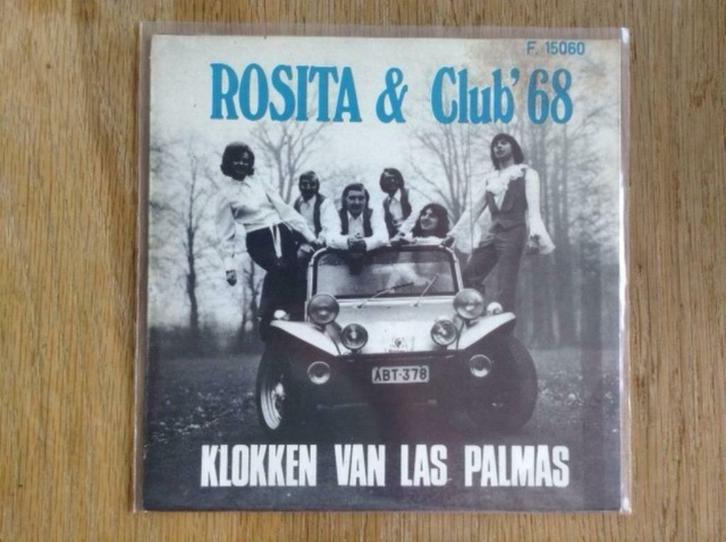 F. 15060
ROSITA & Club' 68
ABT-378
KLOKKEN VAN LAS PALMAS